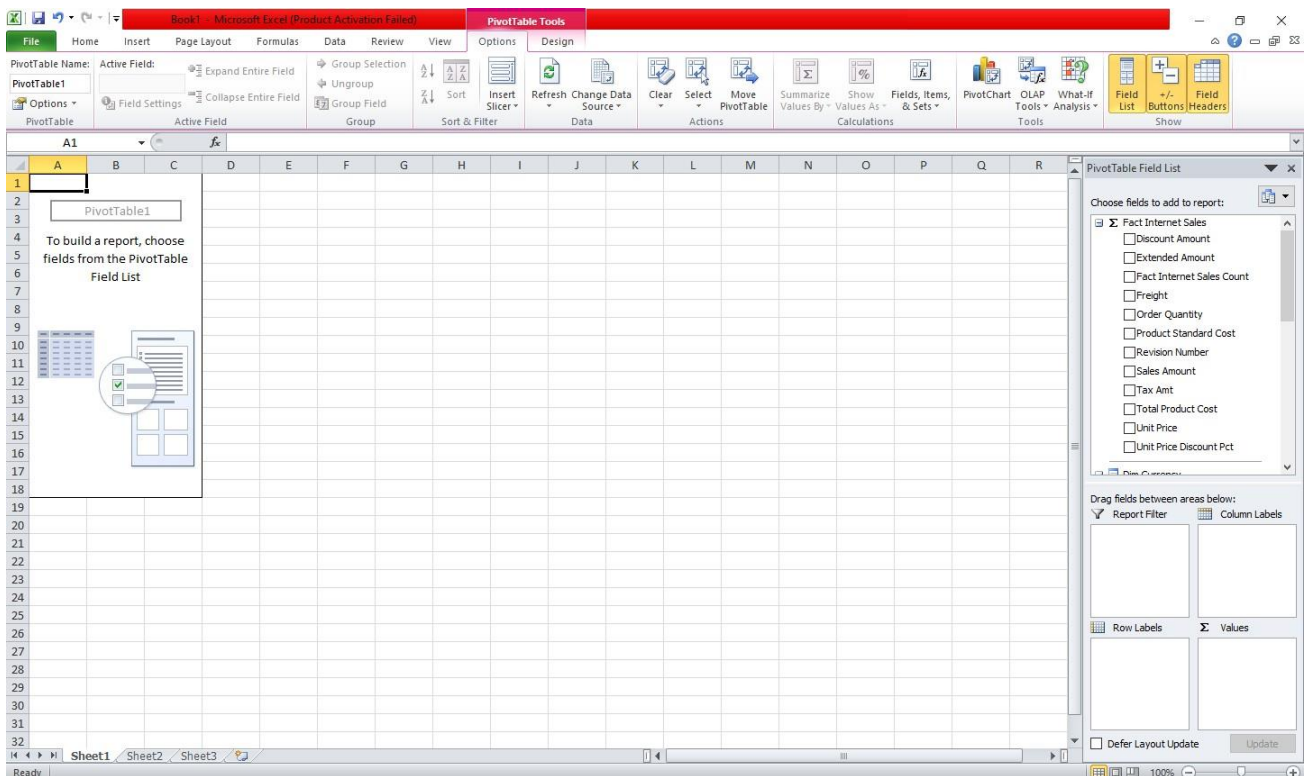 Book1 - Microsoft Excel (Product Activation Failed)
PivotTable Tools
File Home Insert Page Layout Formulas Data Review View Options Design
PivotTable Name: Active Field:
PivotTable1
Options
Field Settings
Expand Entire Field
Collapse Entire Field
Group Selection
Ungroup
Group Field
Sort
Insert Slicer
Refresh
Change Data Source
Clear
Select
Move PivotTable
Summarize Values By
Show Values As
Fields, Items, & Sets
PivotChart
OLAP Tools
What-If Analysis
Field List
+/- Buttons
Field Headers
PivotTable Active Field Group Sort & Filter Data Actions Calculations Tools Show
A1 fx
A B C D E F G H I J K L M N O P Q R
1
2
3
4
5
6
7
8
9
10
11
12
13
14
15
16
17
18
19
20
21
22
23
24
25
26
27
28
29
30
31
32
PivotTable1
To build a report, choose
fields from the PivotTable
Field List
PivotTable Field List
Choose fields to add to report:
Σ Fact Internet Sales
Discount Amount
Extended Amount
Fact Internet Sales Count
Freight
Order Quantity
Product Standard Cost
Revision Number
Sales Amount
Tax Amt
Total Product Cost
Unit Price
Unit Price Discount Pct
Dim Currency
Drag fields between areas below:
Report Filter Column Labels
Row Labels Σ Values
Defer Layout Update Update
Sheet1 Sheet2 Sheet3
Ready 100%